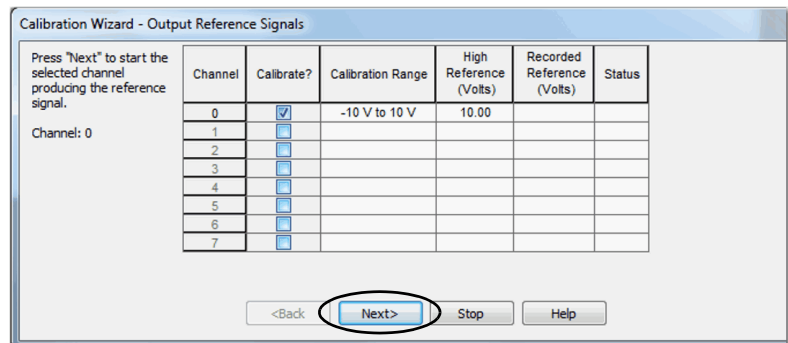 Calibration Wizard - Output Reference Signals
Press "Next" to start the
selected channel
producing the reference
signal.
Channel: 0
Channel Calibrate? Calibration Range High Reference (Volts) Recorded Reference (Volts) Status
0 -10 V to 10 V 10.00
1
2
3
4
5
6
7
<Back Next> Stop Help